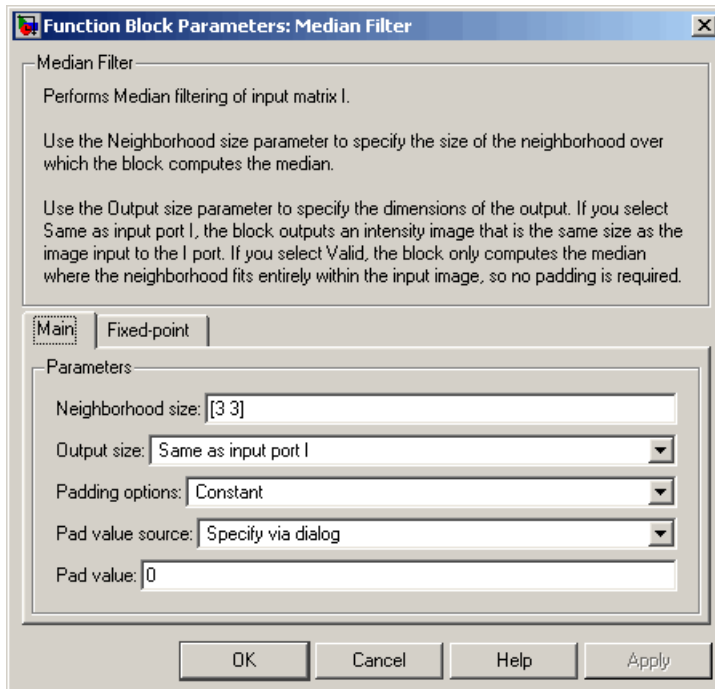 Function Block Parameters: Median Filter
Median Filter
Performs Median filtering of input matrix I.
Use the Neighborhood size parameter to specify the size of the neighborhood over
which the block computes the median.
Use the Output size parameter to specify the dimensions of the output. If you select
Same as input port I, the block outputs an intensity image that is the same size as the
image input to the I port. If you select Valid, the block only computes the median
where the neighborhood fits entirely within the input image, so no padding is required.
Main Fixed-point
Parameters
Neighborhood size: [3 3]
Output size: Same as input port I
Padding options: Constant
Pad value source: Specify via dialog
Pad value: 0
OK Cancel Help Apply